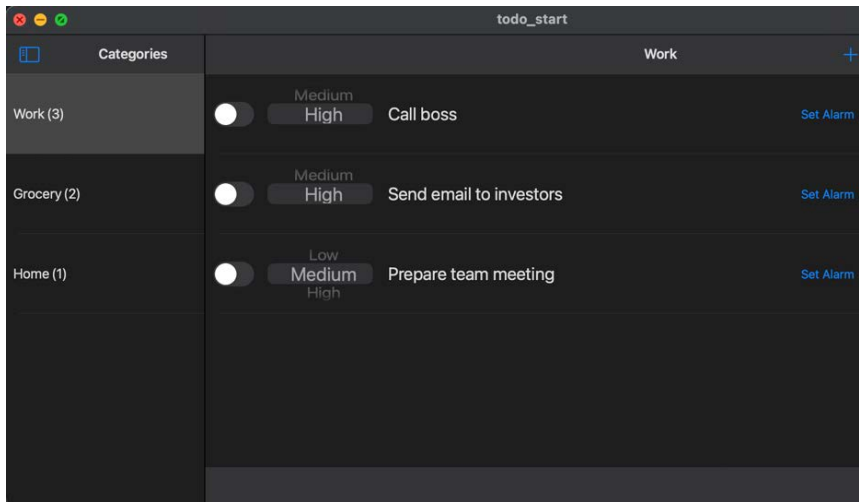 todo_start
Categories
Work
+
Work (3)
Grocery (2)
Home (1)
Medium
High
Call boss
Set Alarm
Medium
High
Send email to investors
Set Alarm
Low
Medium
High
Prepare team meeting
Set Alarm